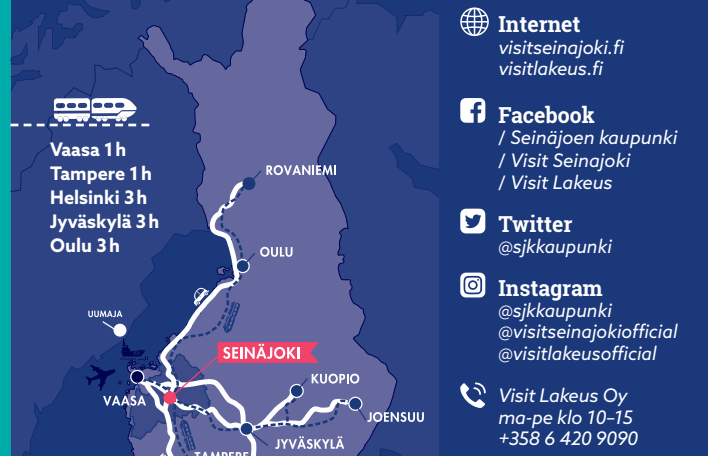 Vaasa 1 h
Tampere 1 h
Helsinki 3 h
Jyväskylä 3 h
Oulu 3 h
ROVANIEMI
OULU
UUMAJA
SEINÄJOKI
VAASA
KUOPIO
JOENSUU
JYVÄSKYLÄ
TAMPERE
Internet
visitseinajoki.fi
visitlakeus.fi
Facebook
/ Seinäjoen kaupunki
/ Visit Seinajoki
/ Visit Lakeus
Twitter
@sjkkaupunki
Instagram
@sjkkaupunki
@visitseinajokiofficial
@visitlakeusofficial
Visit Lakeus Oy
ma-pe klo 10–15
+358 6 420 9090